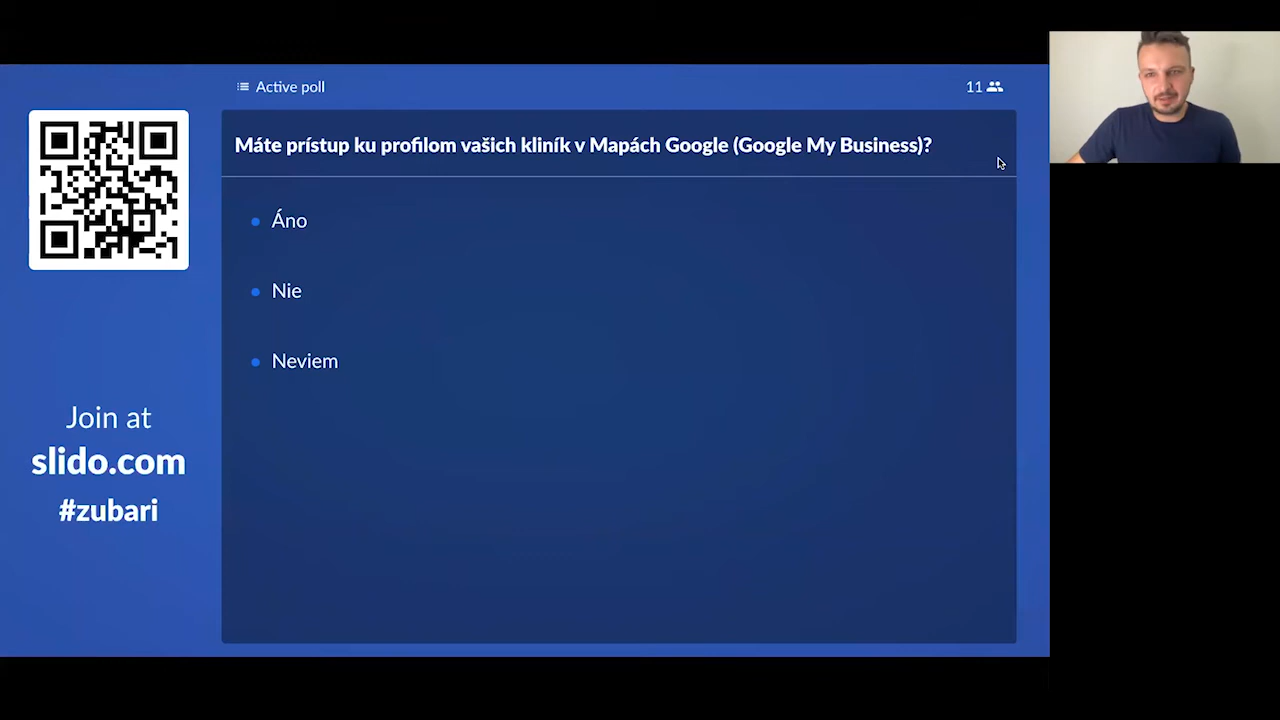 Active poll
11
Máte prístup ku profilom vašich kliník v Mapách Google (Google My Business)?
Áno
Nie
Neviem
Join at
slido.com
#zubari